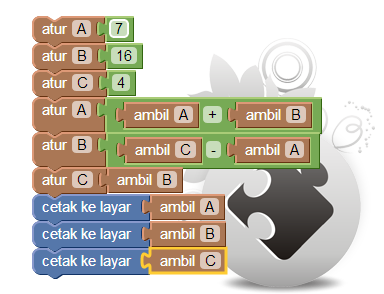 atur A 7
atur B 16
atur C 4
atur A ambil A + ambil B
atur B ambil C - ambil A
atur C ambil B
cetak ke layar ambil A
cetak ke layar ambil B
cetak ke layar ambil C